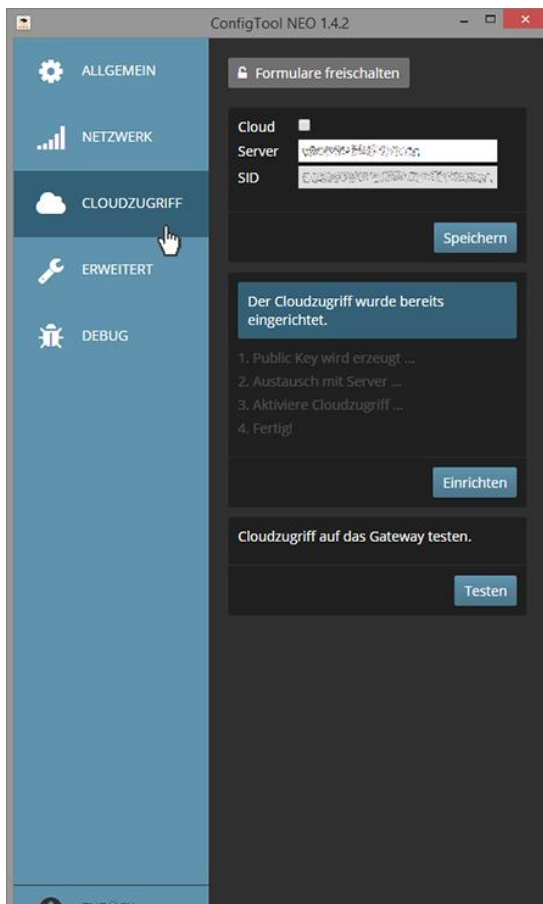 ConfigTool NEO 1.4.2
ALLGEMEIN
NETZWERK
CLOUDZUGRIFF
ERWEITERT
DEBUG
Formulare freischalten
Cloud
Server
SID
Speichern
Der Cloudzugriff wurde bereits
eingerichtet.
1. Public Key wird erzeugt ...
2. Austausch mit Server ...
3. Aktiviere Cloudzugriff ...
4. Fertig!
Einrichten
Cloudzugriff auf das Gateway testen.
Testen